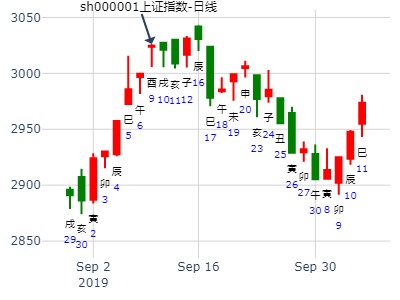 sh000001上证指数-日线
3050
3000
2950
2900
2850
戌
29
亥
30
寅
2
卯
3
辰
4
巳
5
午
6
酉
9
戌
10
亥
11
子
12
辰
16
巳
17
午
18
未
19
申
20
亥
23
子
24
丑
25
寅
26
卯
27
午
30
寅
8
卯
9
辰
10
巳
11
Sep 2
2019
Sep 16
Sep 30